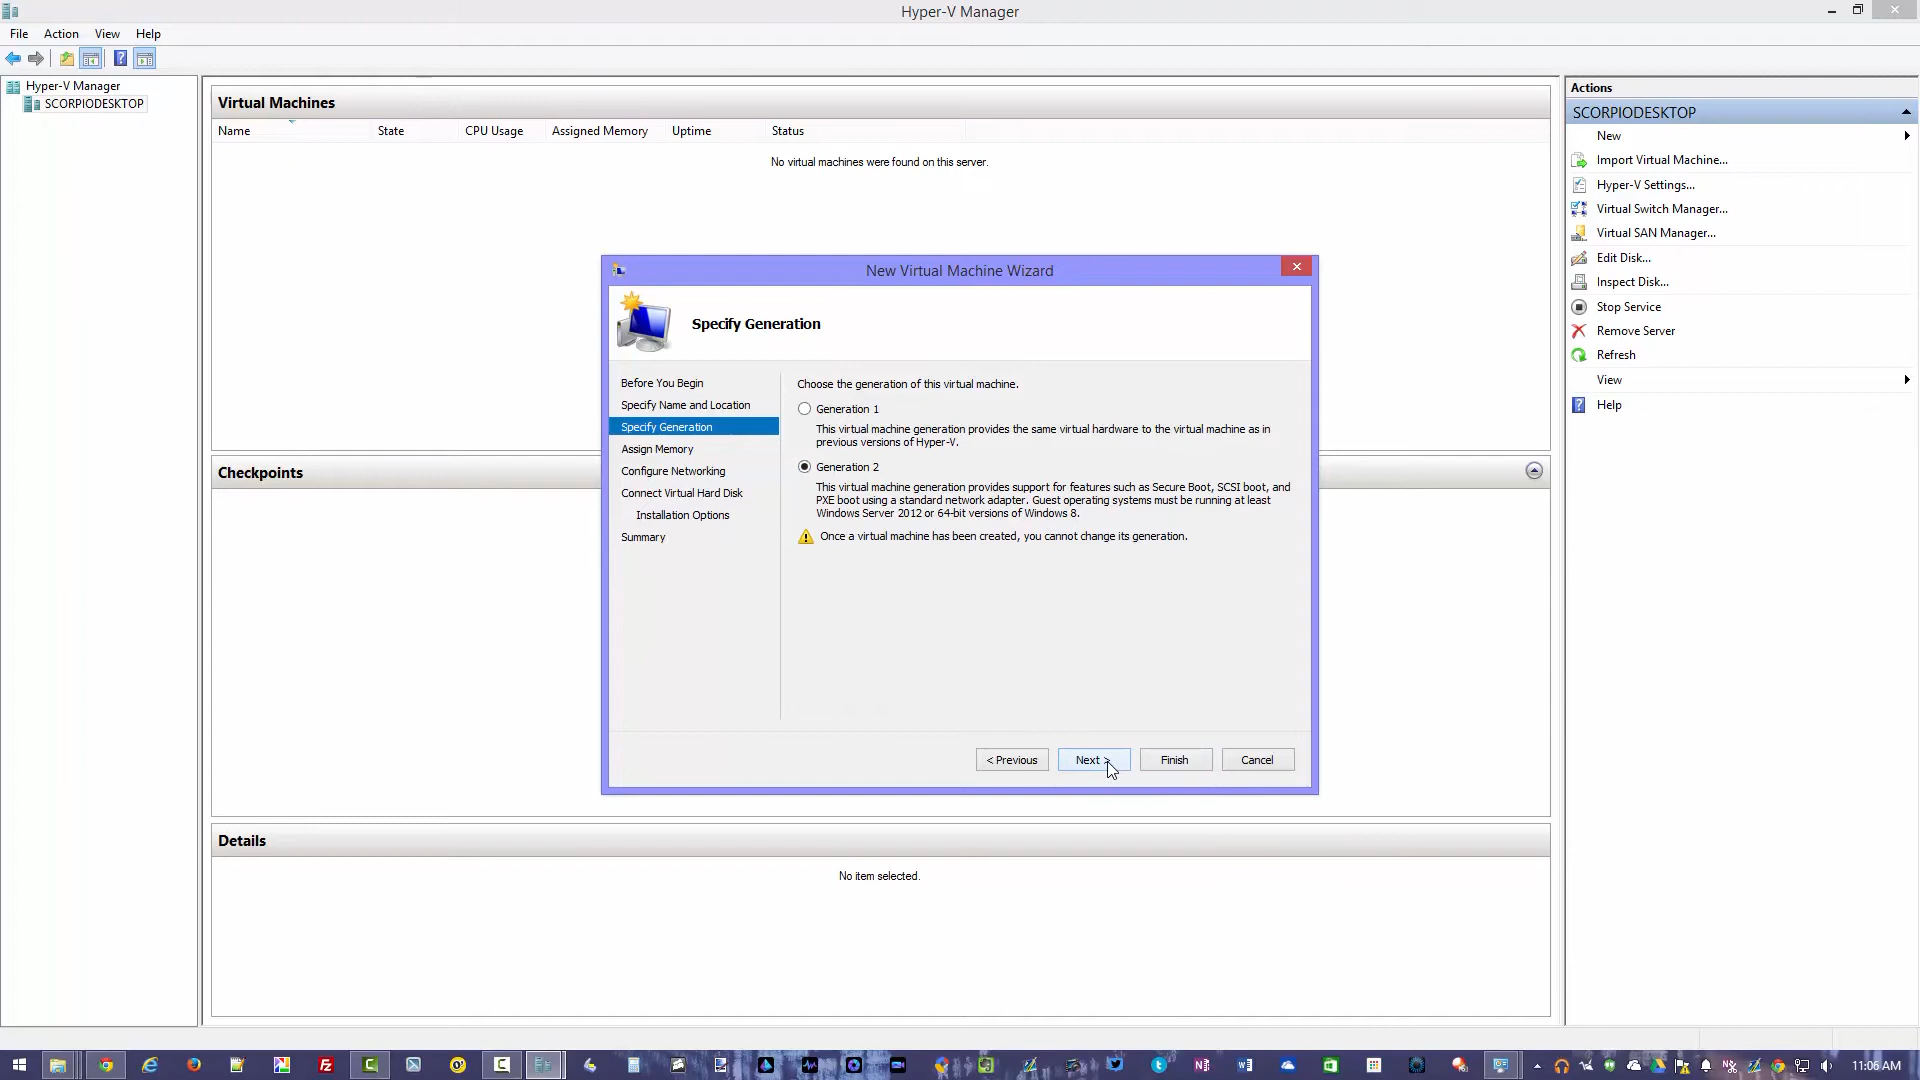 Hyper-V Manager
File Action View Help
Hyper-V Manager
SCORPIODESKTOP
Virtual Machines
Name State CPU Usage Assigned Memory Uptime Status
No virtual machines were found on this server.
New Virtual Machine Wizard
Specify Generation
Before You Begin
Specify Name and Location
Specify Generation
Assign Memory
Configure Networking
Connect Virtual Hard Disk
Installation Options
Summary
Choose the generation of this virtual machine.
Generation 1
This virtual machine generation provides the same virtual hardware to the virtual machine as in
previous versions of Hyper-V.
Generation 2
This virtual machine generation provides support for features such as Secure Boot, SCSI boot, and
PXE boot using a standard network adapter. Guest operating systems must be running at least
Windows Server 2012 or 64-bit versions of Windows 8.
Once a virtual machine has been created, you cannot change its generation.
< Previous Next > Finish Cancel
Checkpoints
Details
No item selected.
Actions
SCORPIODESKTOP
New
Import Virtual Machine...
Hyper-V Settings...
Virtual Switch Manager...
Virtual SAN Manager...
Edit Disk...
Inspect Disk...
Stop Service
Remove Server
Refresh
View
Help
11:06 AM